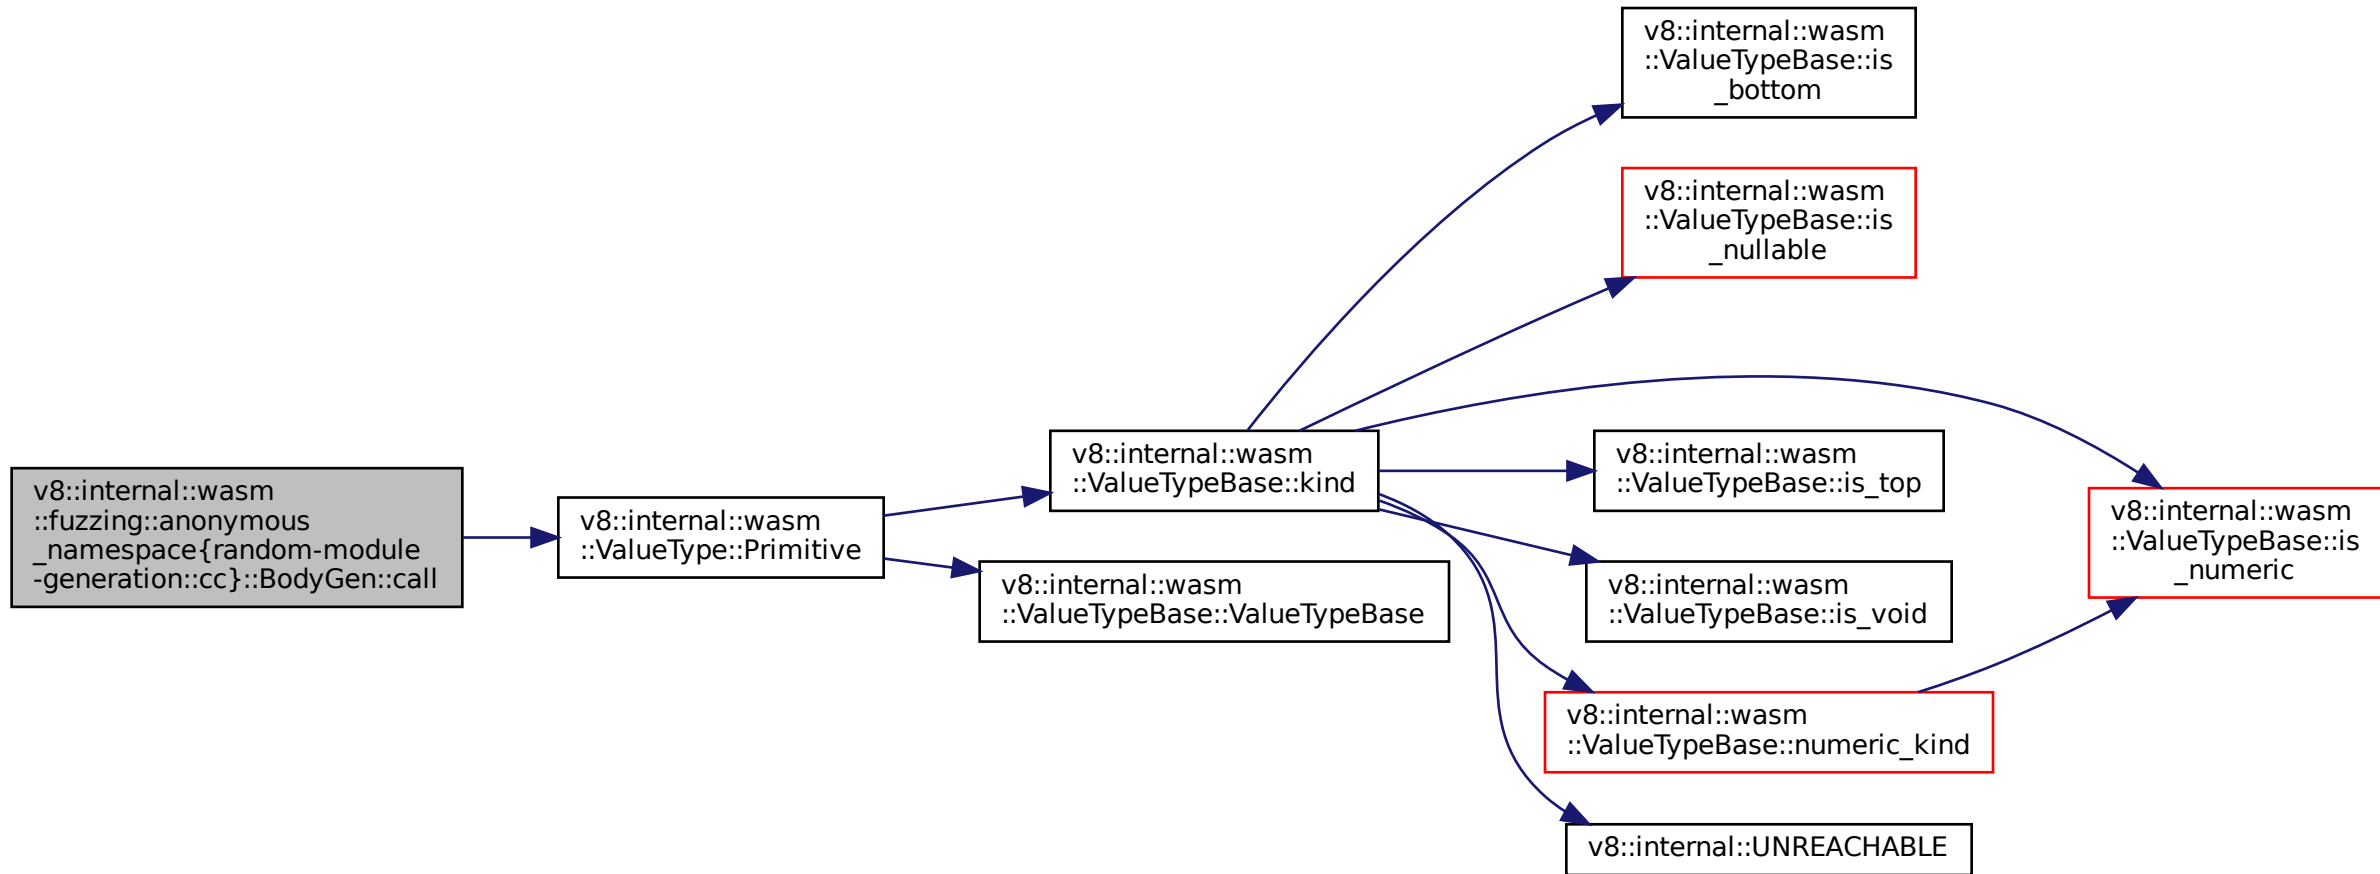 v8::internal::wasm
::fuzzing::anonymous
_namespace{random-module
-generation::cc}::BodyGen::call
v8::internal::wasm
::ValueType::Primitive
v8::internal::wasm
::ValueTypeBase::kind
v8::internal::wasm
::ValueTypeBase::ValueTypeBase
v8::internal::wasm
::ValueTypeBase::is
_bottom
v8::internal::wasm
::ValueTypeBase::is
_nullable
v8::internal::wasm
::ValueTypeBase::is_top
v8::internal::wasm
::ValueTypeBase::is_void
v8::internal::wasm
::ValueTypeBase::numeric_kind
v8::internal::UNREACHABLE
v8::internal::wasm
::ValueTypeBase::is
_numeric